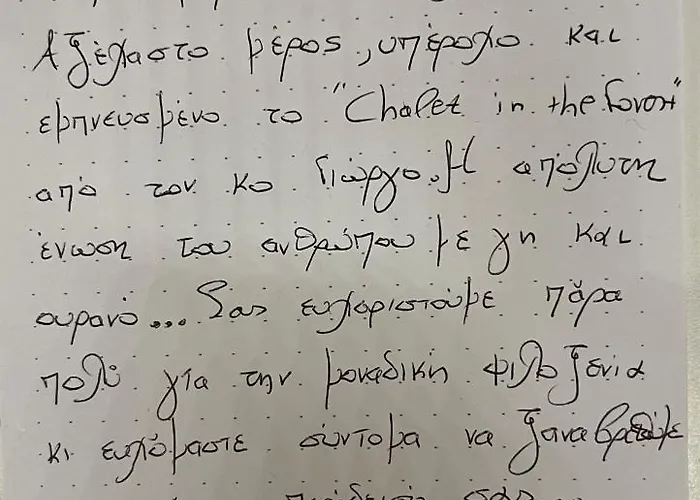 Αξέχαστο μέρος, υπέροχο και
εμπνευσμένο το "Chalet in the forest"
από τον κο Γιώργο. Η απόλυτη
ένωση του ανθρώπου με γη και
ουρανό... Σας ευχαριστούμε πάρα
πολύ για την μοναδική φιλοξενία
κι ευχόμαστε σύντομα να ξαναβρεθούμε